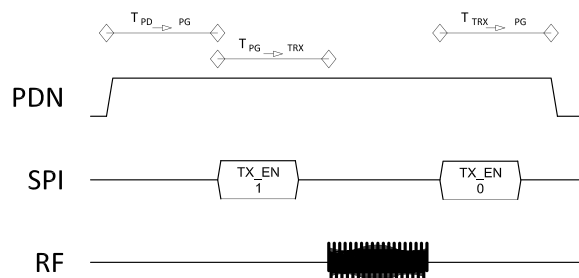 T PD → PG
T PG → TRX
T TRX → PG
PDN
SPI
TX_EN
1
TX_EN
0
RF